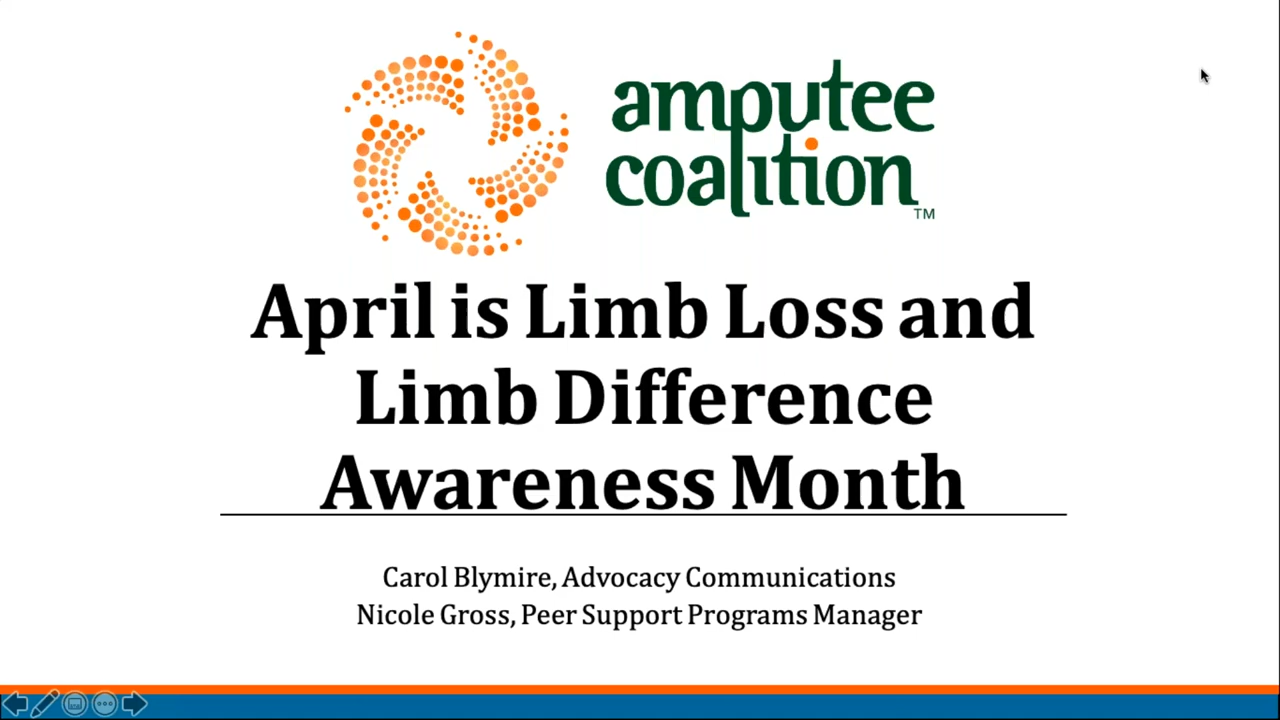 amputee
coalition
TM
April is Limb Loss and
Limb Difference
Awareness Month
Carol Blymire, Advocacy Communications
Nicole Gross, Peer Support Programs Manager